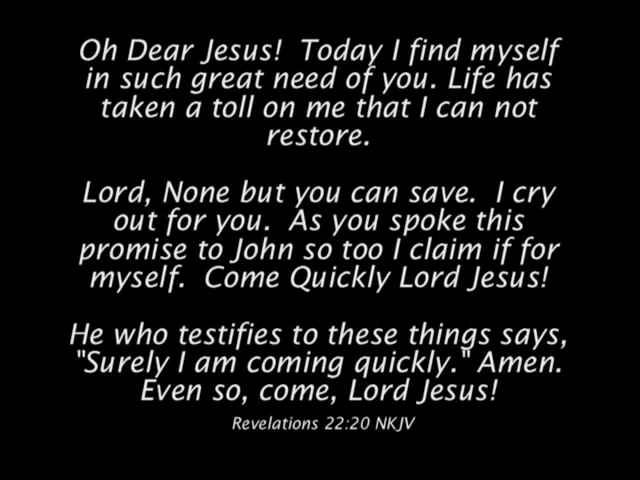 Oh Dear Jesus!  Today I find myself
in such great need of you. Life has
taken a toll on me that I can not
restore.
Lord, None but you can save.  I cry
out for you.  As you spoke this
promise to John so too I claim if for
myself.  Come Quickly Lord Jesus!
He who testifies to these things says,
"Surely I am coming quickly." Amen.
Even so, come, Lord Jesus!
Revelations 22:20 NKJV